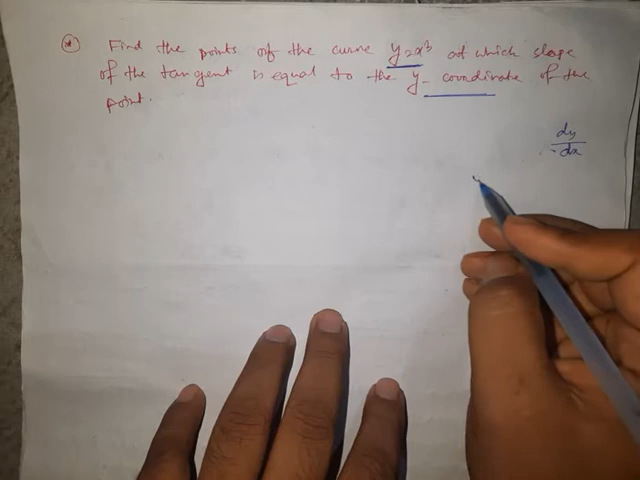 * Find the points of the curve y=x³ at which slope
of the tangent is equal to the y- coordinate of the
point.
dy
dx